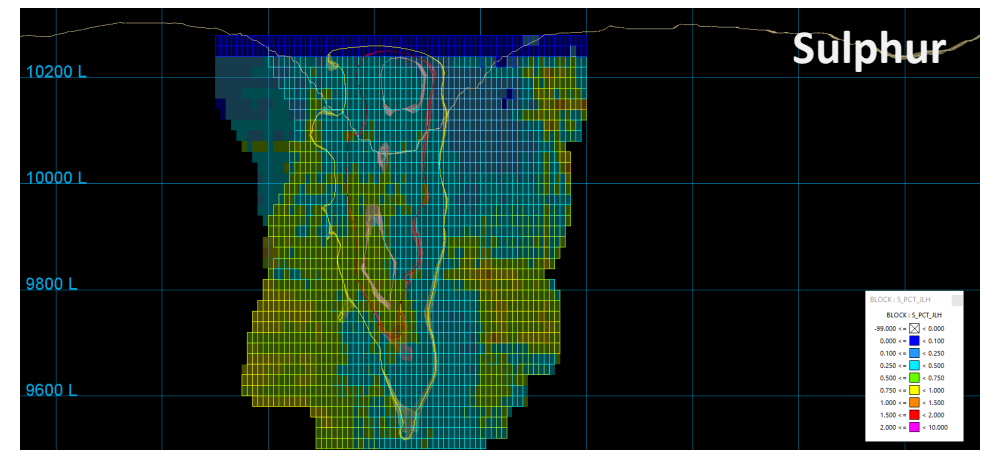 Sulphur
10200 L
10000 L
9800 L
9600 L
BLOCK : S_PCT_JLH
BLOCK : S_PCT_JLH
-99.000 <= < 0.000
0.000 <= < 0.100
0.100 <= < 0.250
0.250 <= < 0.500
0.500 <= < 0.750
0.750 <= < 1.000
1.000 <= < 1.500
1.500 <= < 2.000
2.000 <= < 10.000